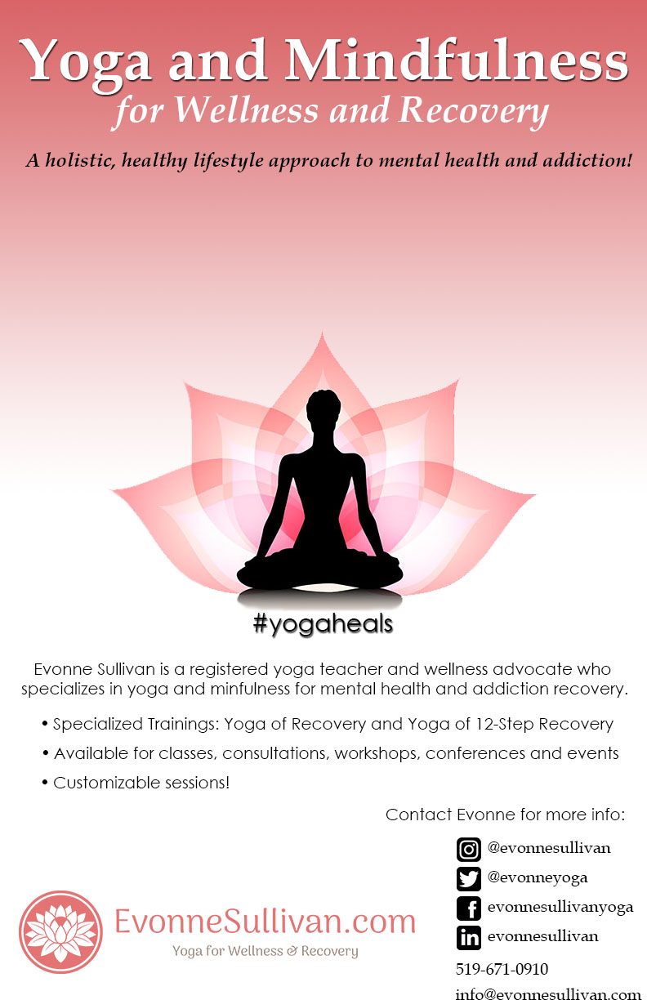 Yoga and Mindfulness
for Wellness and Recovery
A holistic, healthy lifestyle approach to mental health and addiction!
#yogaheals
Evonne Sullivan is a registered yoga teacher and wellness advocate who
specializes in yoga and minfulness for mental health and addiction recovery.
• Specialized Trainings: Yoga of Recovery and Yoga of 12-Step Recovery
• Available for classes, consultations, workshops, conferences and events
• Customizable sessions!
Contact Evonne for more info:
@evonnesullivan
@evonneyoga
evonnesullivanyoga
evonnesullivan
519-671-0910
info@evonnesullivan.com
EvonneSullivan.com
Yoga for Wellness & Recovery